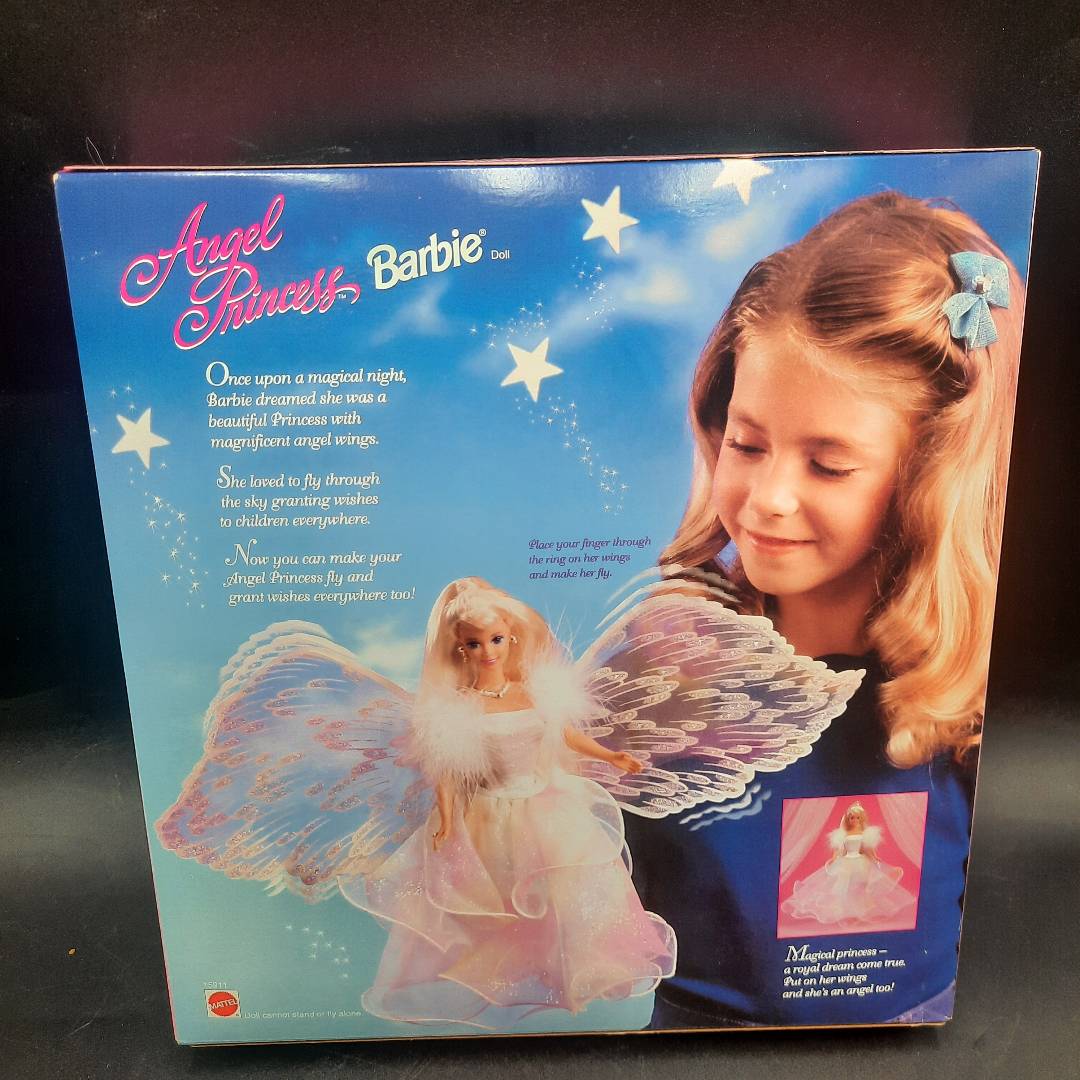 Angel
Princess™
Barbie® Doll
Once upon a magical night,
Barbie dreamed she was a
beautiful Princess with
magnificent angel wings.
She loved to fly through
the sky granting wishes
to children everywhere.
Now you can make your
Angel Princess fly and
grant wishes everywhere too!
Place your finger through
the ring on her wings
and make her fly.
Magical princess –
a royal dream come true.
Put on her wings
and she's an angel too!
15911
MATTEL
Doll cannot stand or fly alone.